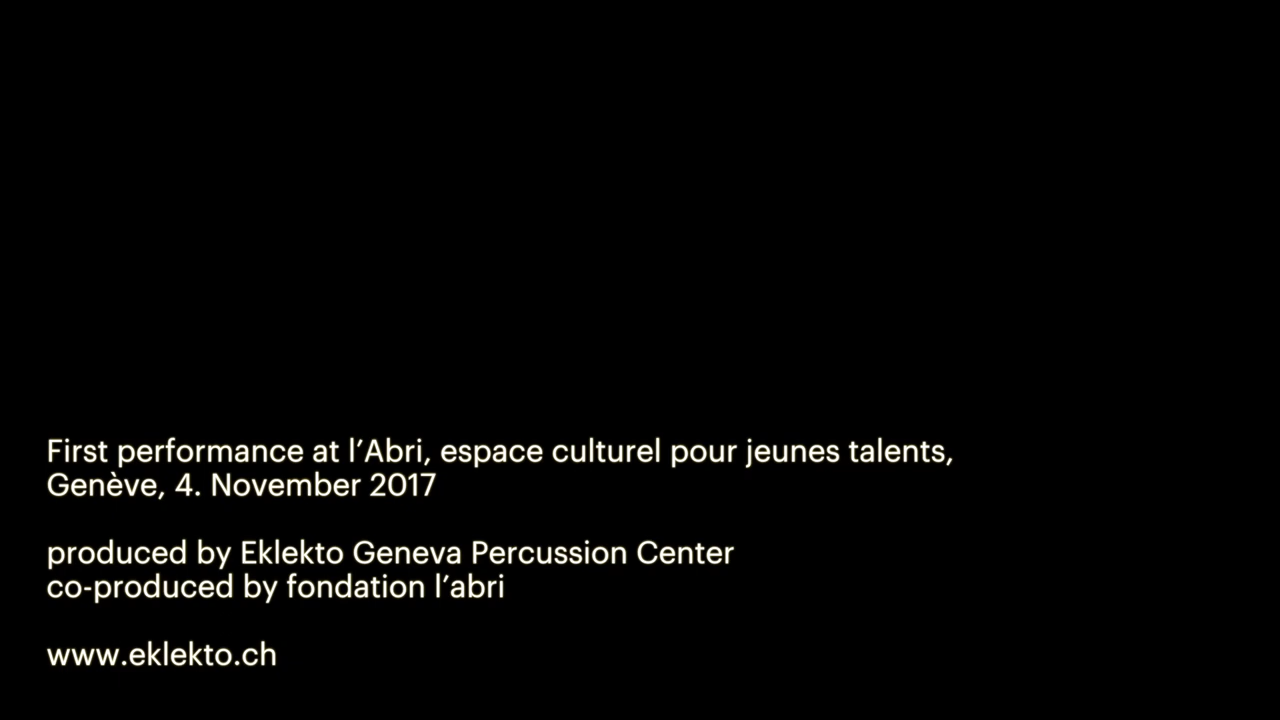 First performance at l’Abri, espace culturel pour jeunes talents,
Genève, 4. November 2017
produced by Eklekto Geneva Percussion Center
co-produced by fondation l’abri
www.eklekto.ch